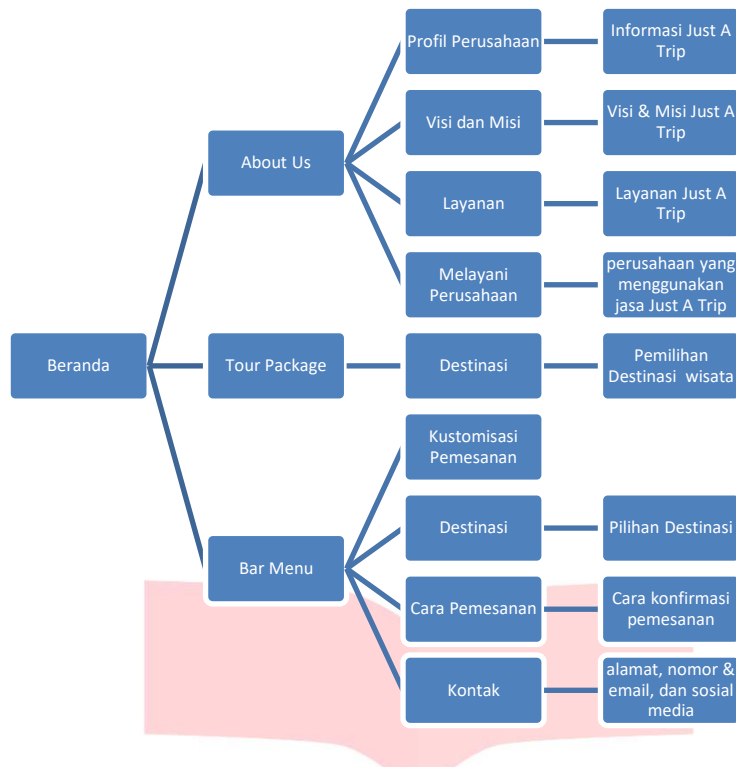 Profil Perusahaan
Informasi Just A
Trip
Visi dan Misi
Visi & Misi Just A
Trip
About Us
Layanan
Layanan Just A
Trip
Melayani
Perusahaan
perusahaan yang
menggunakan
jasa Just A Trip
Beranda
Tour Package
Destinasi
Pemilihan
Destinasi wisata
Kustomisasi
Pemesanan
Destinasi
Pilihan Destinasi
Bar Menu
Cara Pemesanan
Cara konfirmasi
pemesanan
Kontak
alamat, nomor &
email, dan sosial
media